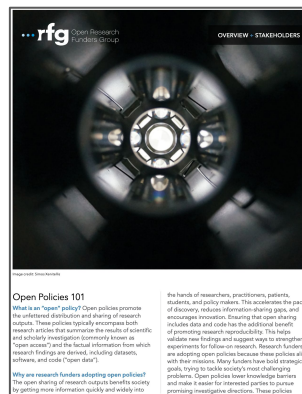 rfg Open Research
Funders Group
OVERVIEW + STAKEHOLDERS
Image credit: Simon
Open Policies 101
What is an "open" policy? Open policies promote
the unfettered distribution and sharing of research
outputs. These policies typically encompass both
research articles that summarize the results of scientific
and scholarly investigation (commonly known as
"open access") and the factual information from which
research findings are derived, including datasets,
software, and code ("open data").
Why are research funders adopting open policies?
The open sharing of research outputs benefits society
by getting more information quickly and widely into
the hands of researchers, practitioners, patients,
students, and policy makers. This accelerates the pac
of discovery, reduces information-sharing gaps, and
encourages innovation. Ensuring that open sharing
includes data and code has the additional benefit
of promoting research reproducibility. This helps
validate new findings and suggest ways to strengthen
experiments for follow-on research. Research funders
are adopting open policies because these policies alig
with their missions. Many funders have bold strategic
goals, trying to tackle society's most challenging
problems. Open policies lower knowledge barriers
and make it easier for interested parties to pursue
promising investigative directions. These policies